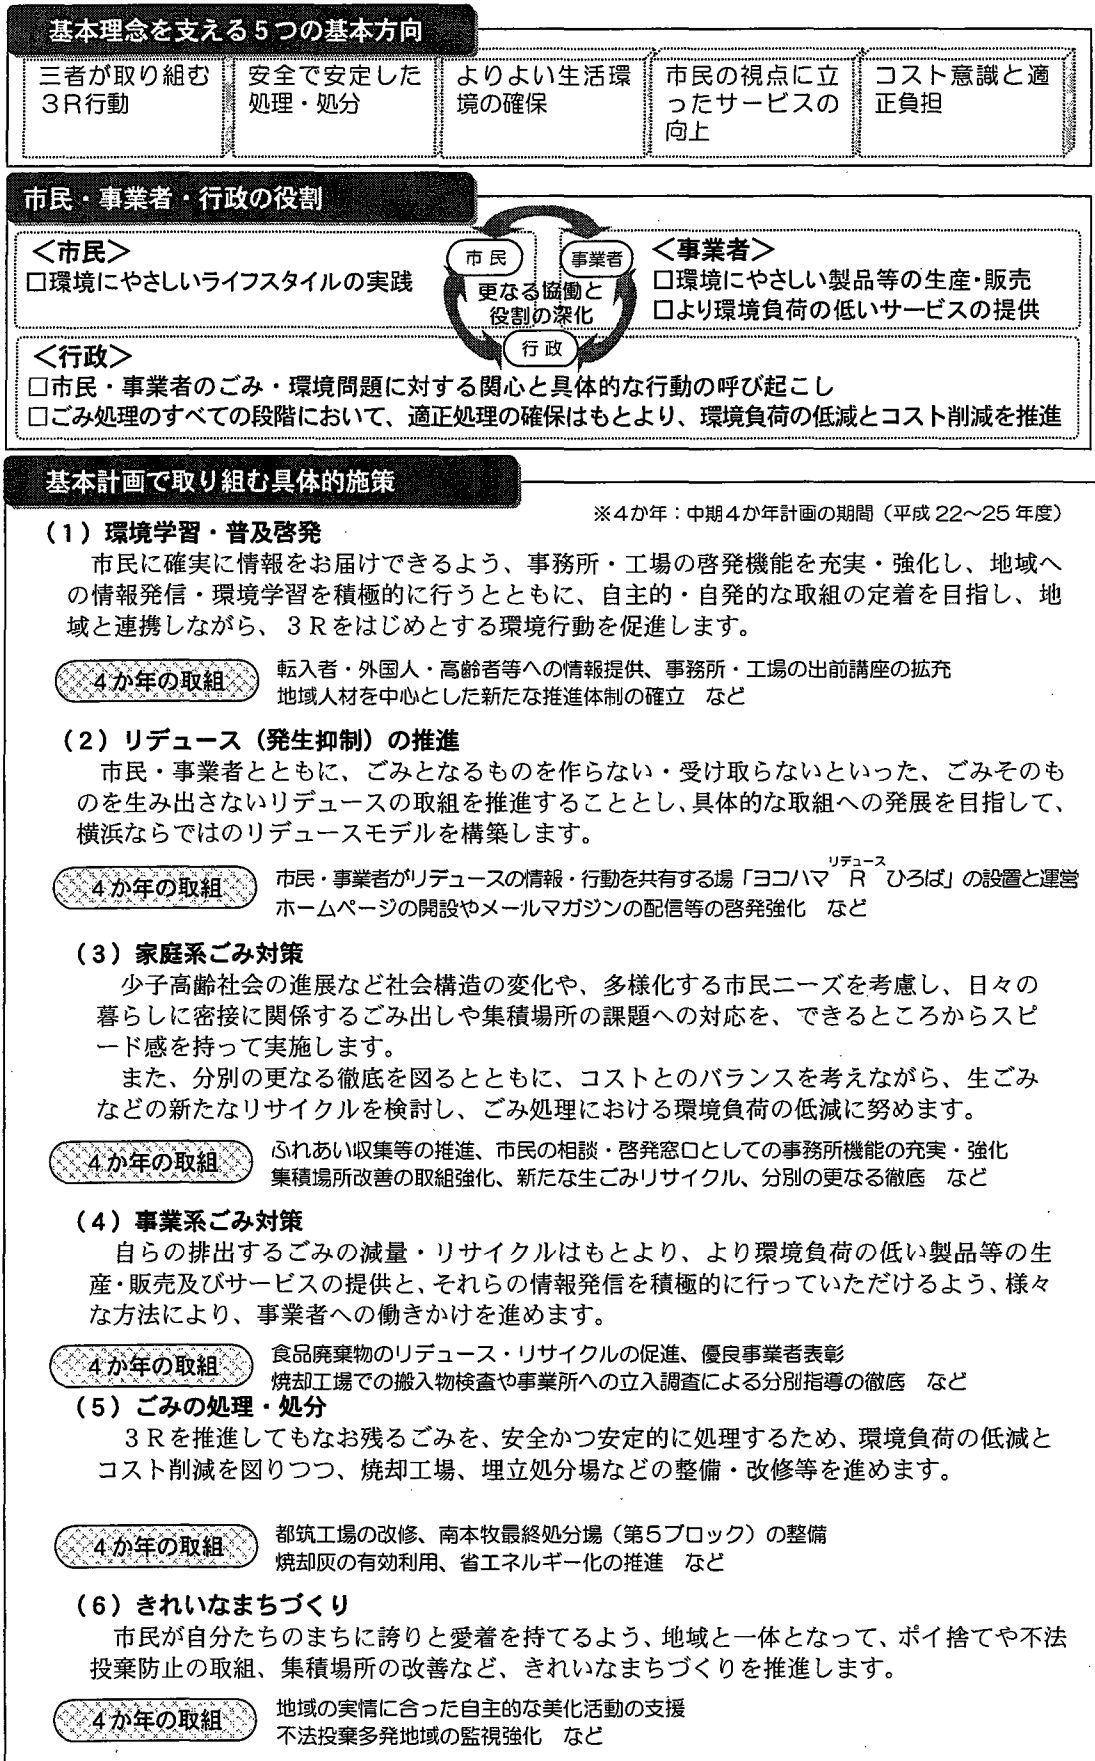 基本理念を支える5つの基本方向
三者が取り組む
3R行動
安全で安定した
処理・処分
よりよい生活環
境の確保
市民の視点に立
ったサービスの
向上
コスト意識と適
正負担
市民・事業者・行政の役割
<市民>
□環境にやさしいライフスタイルの実践
市民
事業者
更なる協働と
役割の深化
行政
<事業者>
□環境にやさしい製品等の生産・販売
□より環境負荷の低いサービスの提供
<行政>
□市民・事業者のごみ・環境問題に対する関心と具体的な行動の呼び起こし
□ごみ処理のすべての段階において、適正処理の確保はもとより、環境負荷の低減とコスト削減を推進
基本計画で取り組む具体的施策
※4か年:中期4か年計画の期間(平成22~25年度)
(1)環境学習・普及啓発
市民に確実に情報をお届けできるよう、事務所・工場の啓発機能を充実・強化し、地域へ
の情報発信・環境学習を積極的に行うとともに、自主的・自発的な取組の定着を目指し、地
域と連携しながら、3Rをはじめとする環境行動を促進します。
4か年の取組
転入者・外国人・高齢者等への情報提供、事務所・工場の出前講座の拡充
地域人材を中心とした新たな推進体制の確立 など
(2)リデュース(発生抑制)の推進
市民・事業者とともに、ごみとなるものを作らない・受け取らないといった、ごみそのも
のを生み出さないリデュースの取組を推進することとし、具体的な取組への発展を目指して、
横浜ならではのリデュースモデルを構築します。
4か年の取組
リデュース
市民・事業者がリデュースの情報・行動を共有する場「ヨコハマ R ひろば」の設置と運営
ホームページの開設やメールマガジンの配信等の啓発強化 など
(3)家庭系ごみ対策
少子高齢社会の進展など社会構造の変化や、多様化する市民ニーズを考慮し、日々の
暮らしに密接に関係するごみ出しや集積場所の課題への対応を、できるところからスピ
ード感を持って実施します。
また、分別の更なる徹底を図るとともに、コストとのバランスを考えながら、生ごみ
などの新たなリサイクルを検討し、ごみ処理における環境負荷の低減に努めます。
4か年の取組
ふれあい収集等の推進、市民の相談・啓発窓口としての事務所機能の充実・強化
集積場所改善の取組強化、新たな生ごみリサイクル、分別の更なる徹底 など
(4)事業系ごみ対策
自らの排出するごみの減量・リサイクルはもとより、より環境負荷の低い製品等の生
産・販売及びサービスの提供と、それらの情報発信を積極的に行っていただけるよう、様々
な方法により、事業者への働きかけを進めます。
4か年の取組
食品廃棄物のリデュース・リサイクルの促進、優良事業者表彰
焼却工場での搬入物検査や事業所への立入調査による分別指導の徹底 など
(5)ごみの処理・処分
3Rを推進してもなお残るごみを、安全かつ安定的に処理するため、環境負荷の低減と
コスト削減を図りつつ、焼却工場、埋立処分場などの整備・改修等を進めます。
4か年の取組
都筑工場の改修、南本牧最終処分場(第5ブロック)の整備
焼却灰の有効利用、省エネルギー化の推進 など
(6)きれいなまちづくり
市民が自分たちのまちに誇りと愛着を持てるよう、地域と一体となって、ポイ捨てや不法
投棄防止の取組、集積場所の改善など、きれいなまちづくりを推進します。
4か年の取組
地域の実情に合った自主的な美化活動の支援
不法投棄多発地域の監視強化 など